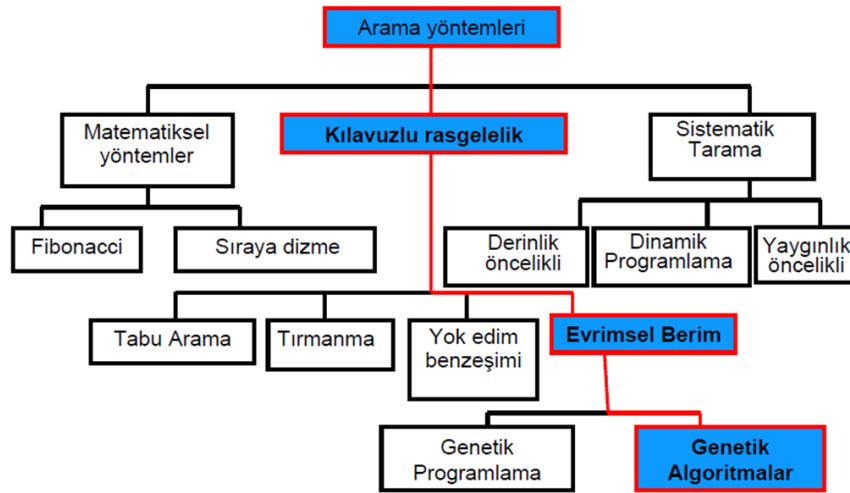 Arama yöntemleri
Matematiksel
yöntemler
Kılavuzlu rasgelelik
Sistematik
Tarama
Fibonacci
Sıraya dizme
Derinlik
öncelikli
Dinamik
Programlama
Yaygınlık
öncelikli
Tabu Arama
Tırmanma
Yok edim
benzeşimi
Evrimsel Berim
Genetik
Programlama
Genetik
Algoritmalar